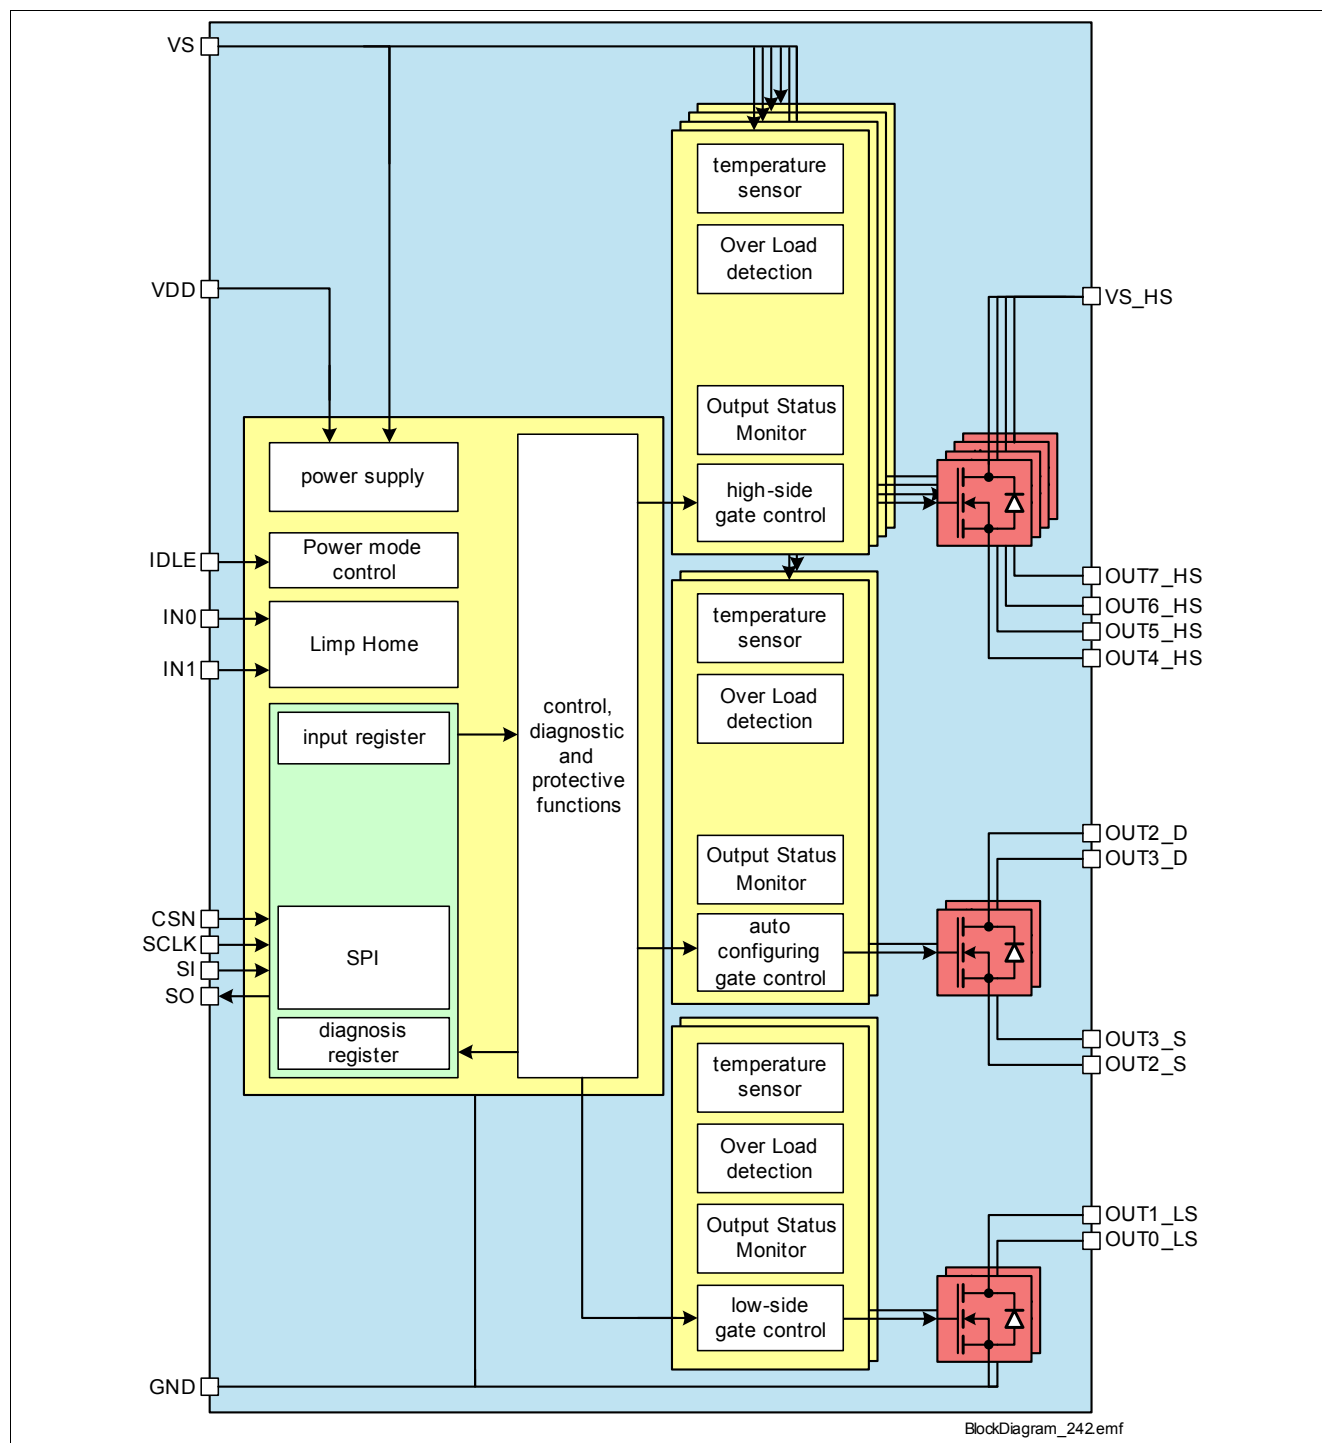 VS
VDD
IDLE
IN0
IN1
CSN
SCLK
SI
SO
GND
power supply
Power mode
control
Limp Home
input register
SPI
diagnosis
register
control,
diagnostic
and
protective
functions
temperature
sensor
Over Load
detection
Output Status
Monitor
high-side
gate control
temperature
sensor
Over Load
detection
Output Status
Monitor
auto
configuring
gate control
temperature
sensor
Over Load
detection
Output Status
Monitor
low-side
gate control
VS_HS
OUT7_HS
OUT6_HS
OUT5_HS
OUT4_HS
OUT2_D
OUT3_D
OUT3_S
OUT2_S
OUT1_LS
OUT0_LS
BlockDiagram_242.emf